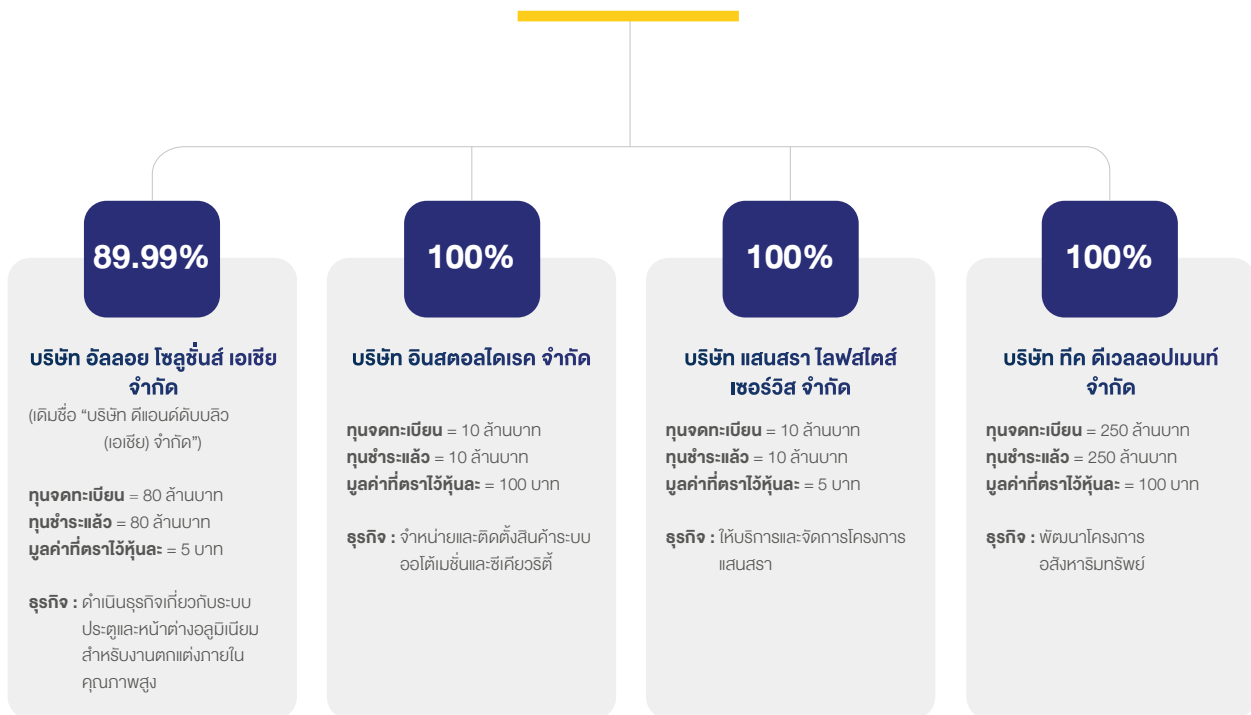 89.99%
บริษัท อัลลอย โซลูชั่นส์ เอเชีย
จำกัด
(เดิมชื่อ “บริษัท ดีแอนด์ดับบลิว
(เอเชีย) จำกัด”)
ทุนจดทะเบียน = 80 ล้านบาท
ทุนชำระแล้ว = 80 ล้านบาท
มูลค่าที่ตราไว้หุ้นละ = 5 บาท
ธุรกิจ : ดำเนินธุรกิจเกี่ยวกับระบบ
ประตูและหน้าต่างอลูมิเนียม
สำหรับงานตกแต่งภายใน
คุณภาพสูง
100%
บริษัท อินสตอลไดเรค จำกัด
ทุนจดทะเบียน = 10 ล้านบาท
ทุนชำระแล้ว = 10 ล้านบาท
มูลค่าที่ตราไว้หุ้นละ = 100 บาท
ธุรกิจ : จำหน่ายและติดตั้งสินค้าระบบ
ออโต้เมชั่นและซีเคียวริตี้
100%
บริษัท แสนสรา ไลฟสไตส์
เซอร์วิส จำกัด
ทุนจดทะเบียน = 10 ล้านบาท
ทุนชำระแล้ว = 10 ล้านบาท
มูลค่าที่ตราไว้หุ้นละ = 5 บาท
ธุรกิจ : ให้บริการและจัดการโครงการ
แสนสรา
100%
บริษัท ทีค ดีเวลลอปเมนท์
จำกัด
ทุนจดทะเบียน = 250 ล้านบาท
ทุนชำระแล้ว = 250 ล้านบาท
มูลค่าที่ตราไว้หุ้นละ = 100 บาท
ธุรกิจ : พัฒนาโครงการ
อสังหาริมทรัพย์